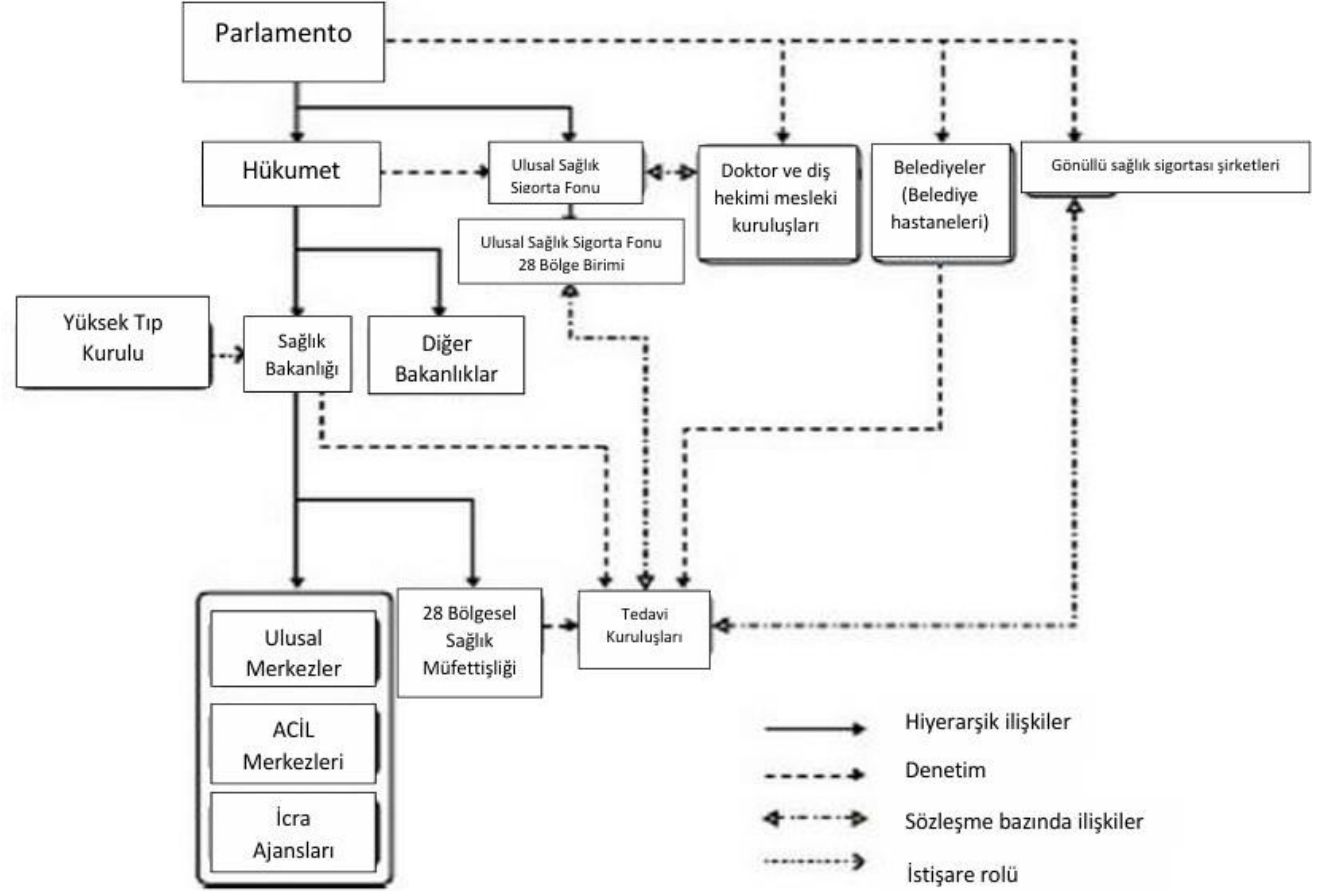 Parlamento
Hükumet
Ulusal Sağlık
Sigorta Fonu
Doktor ve diş
hekimi mesleki
kuruluşları
Belediyeler
(Belediye
hastaneleri)
Gönüllü sağlık sigortası şirketleri
Ulusal Sağlık Sigorta Fonu
28 Bölge Birimi
Yüksek Tıp
Kurulu
Sağlık
Bakanlığı
Diğer
Bakanlıklar
Ulusal
Merkezler
ACİL
Merkezleri
İcra
Ajansları
28 Bölgesel
Sağlık
Müfettişliği
Tedavi
Kuruluşları
Hiyerarşik ilişkiler
Denetim
Sözleşme bazında ilişkiler
İstişare rolü